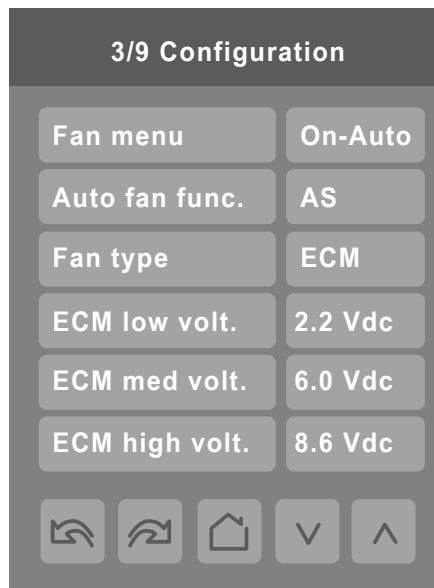 3/9 Configuration
Fan menu On-Auto
Auto fan func. AS
Fan type ECM
ECM low volt. 2.2 Vdc
ECM med volt. 6.0 Vdc
ECM high volt. 8.6 Vdc